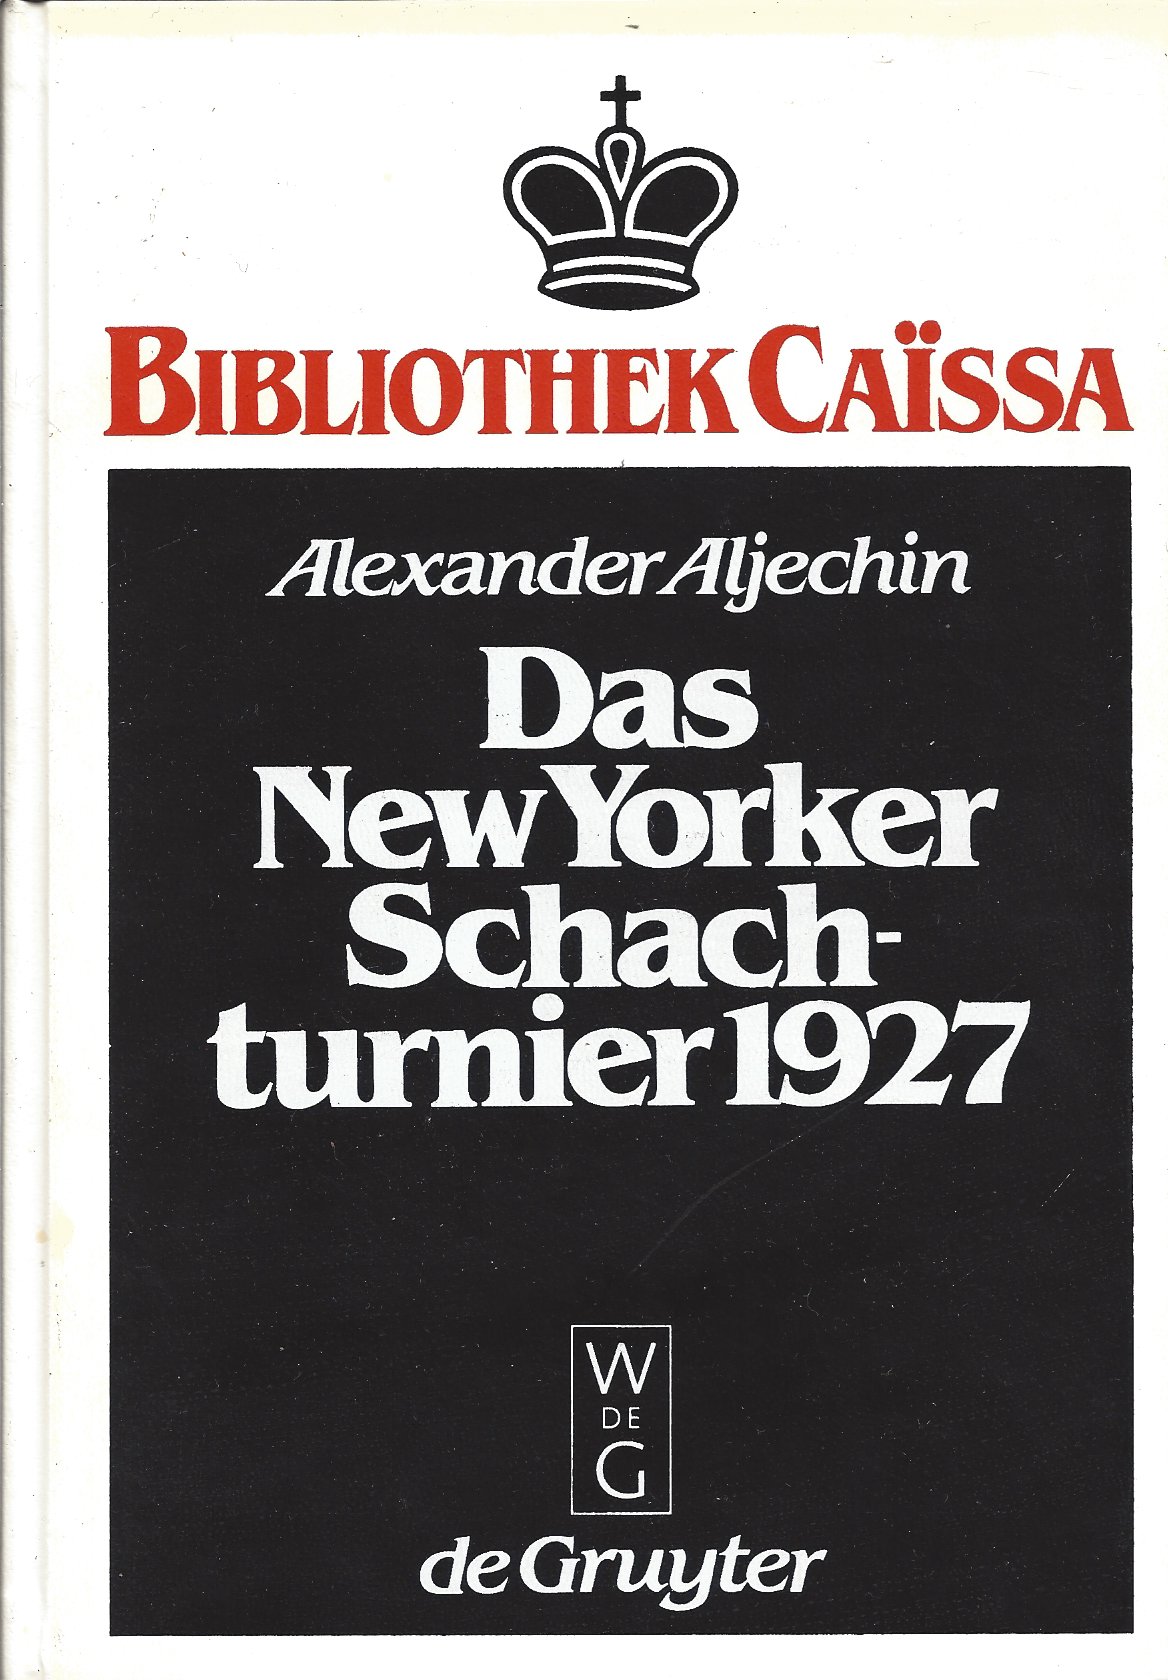 BIBLIOTHEK CAÏSSA
Alexander Aljechin
Das
New Yorker
Schach-
turnier 1927
W
DE
G
de Gruyter